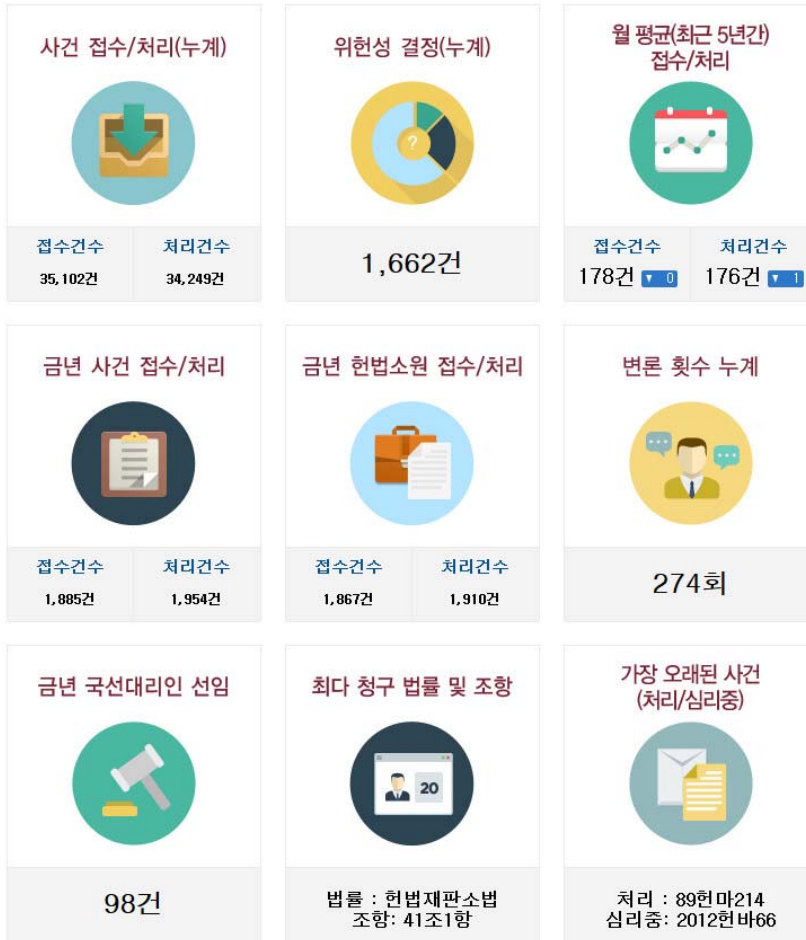 사건 접수/처리(누계)
접수건수 처리건수
35,102건 34,249건
위헌성 결정(누계)
?
1,662건
월 평균(최근 5년간)
접수/처리
접수건수 처리건수
178건 ▼ 0 176건 ▼ 1
금년 사건 접수/처리
접수건수 처리건수
1,885건 1,954건
금년 헌법소원 접수/처리
접수건수 처리건수
1,867건 1,910건
변론 횟수 누계
274회
금년 국선대리인 선임
98건
최다 청구 법률 및 조항
20
법률 : 헌법재판소법
조항: 41조1항
가장 오래된 사건
(처리/심리중)
처리 : 89헌마214
심리중: 2012헌바66